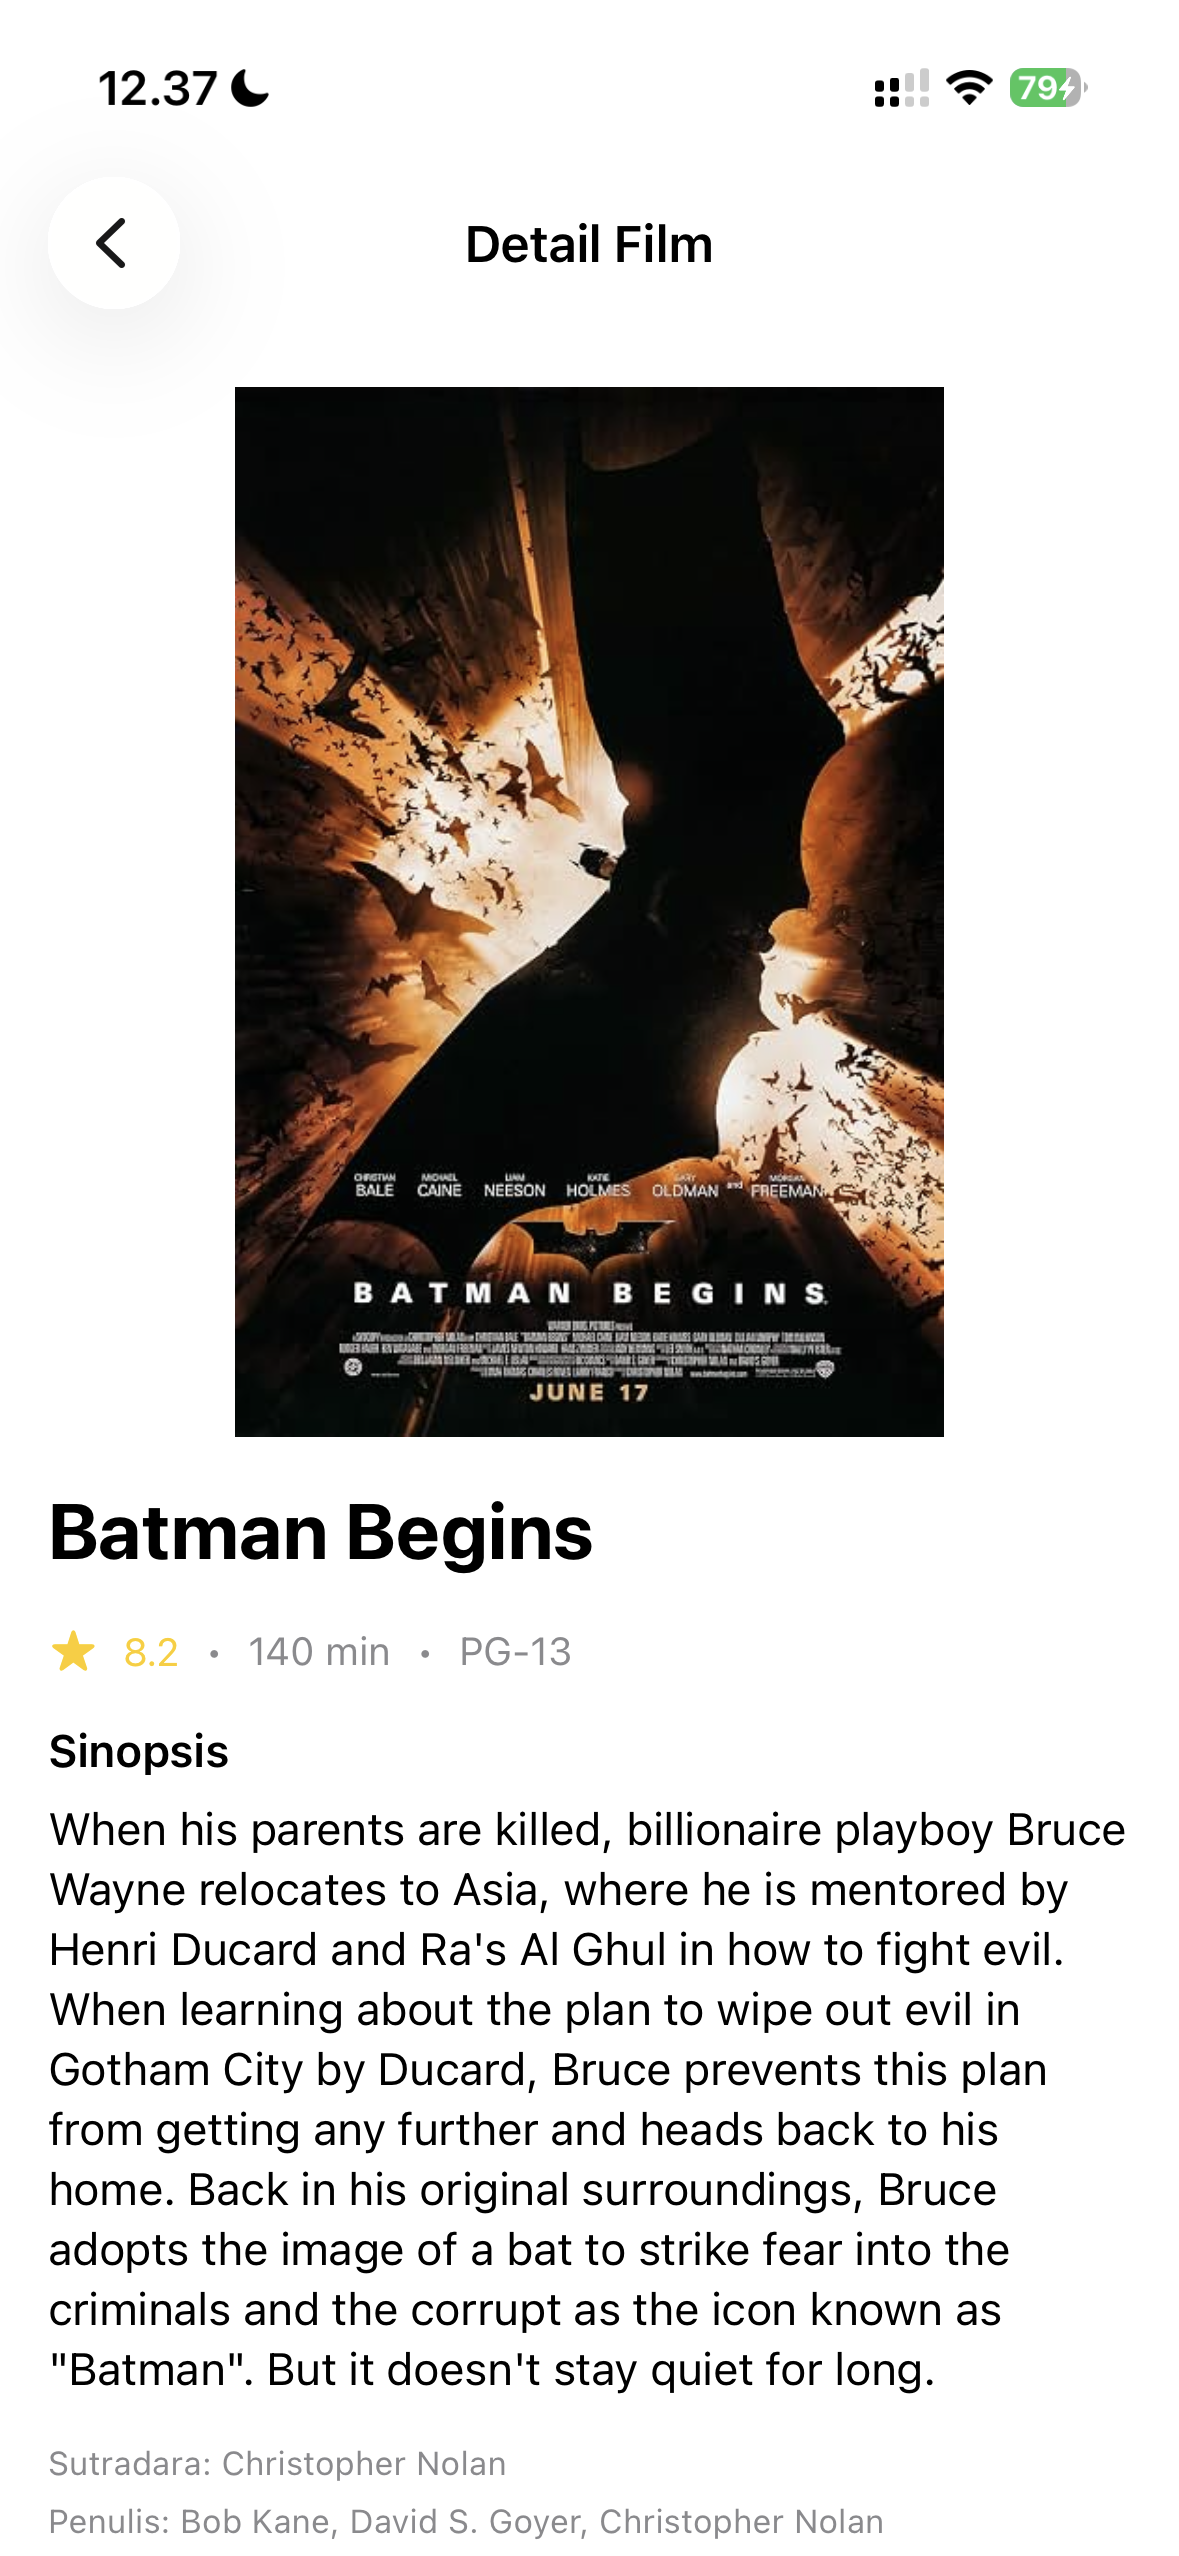 12.37
79
Detail Film
CHRISTIAN BALE MICHAEL CAINE LIAM NEESON KATIE HOLMES GARY OLDMAN and MORGAN FREEMAN
BATMAN BEGINS
JUNE 17
Batman Begins
8.2 • 140 min • PG-13
Sinopsis
When his parents are killed, billionaire playboy Bruce
Wayne relocates to Asia, where he is mentored by
Henri Ducard and Ra's Al Ghul in how to fight evil.
When learning about the plan to wipe out evil in
Gotham City by Ducard, Bruce prevents this plan
from getting any further and heads back to his
home. Back in his original surroundings, Bruce
adopts the image of a bat to strike fear into the
criminals and the corrupt as the icon known as
"Batman". But it doesn't stay quiet for long.
Sutradara: Christopher Nolan
Penulis: Bob Kane, David S. Goyer, Christopher Nolan